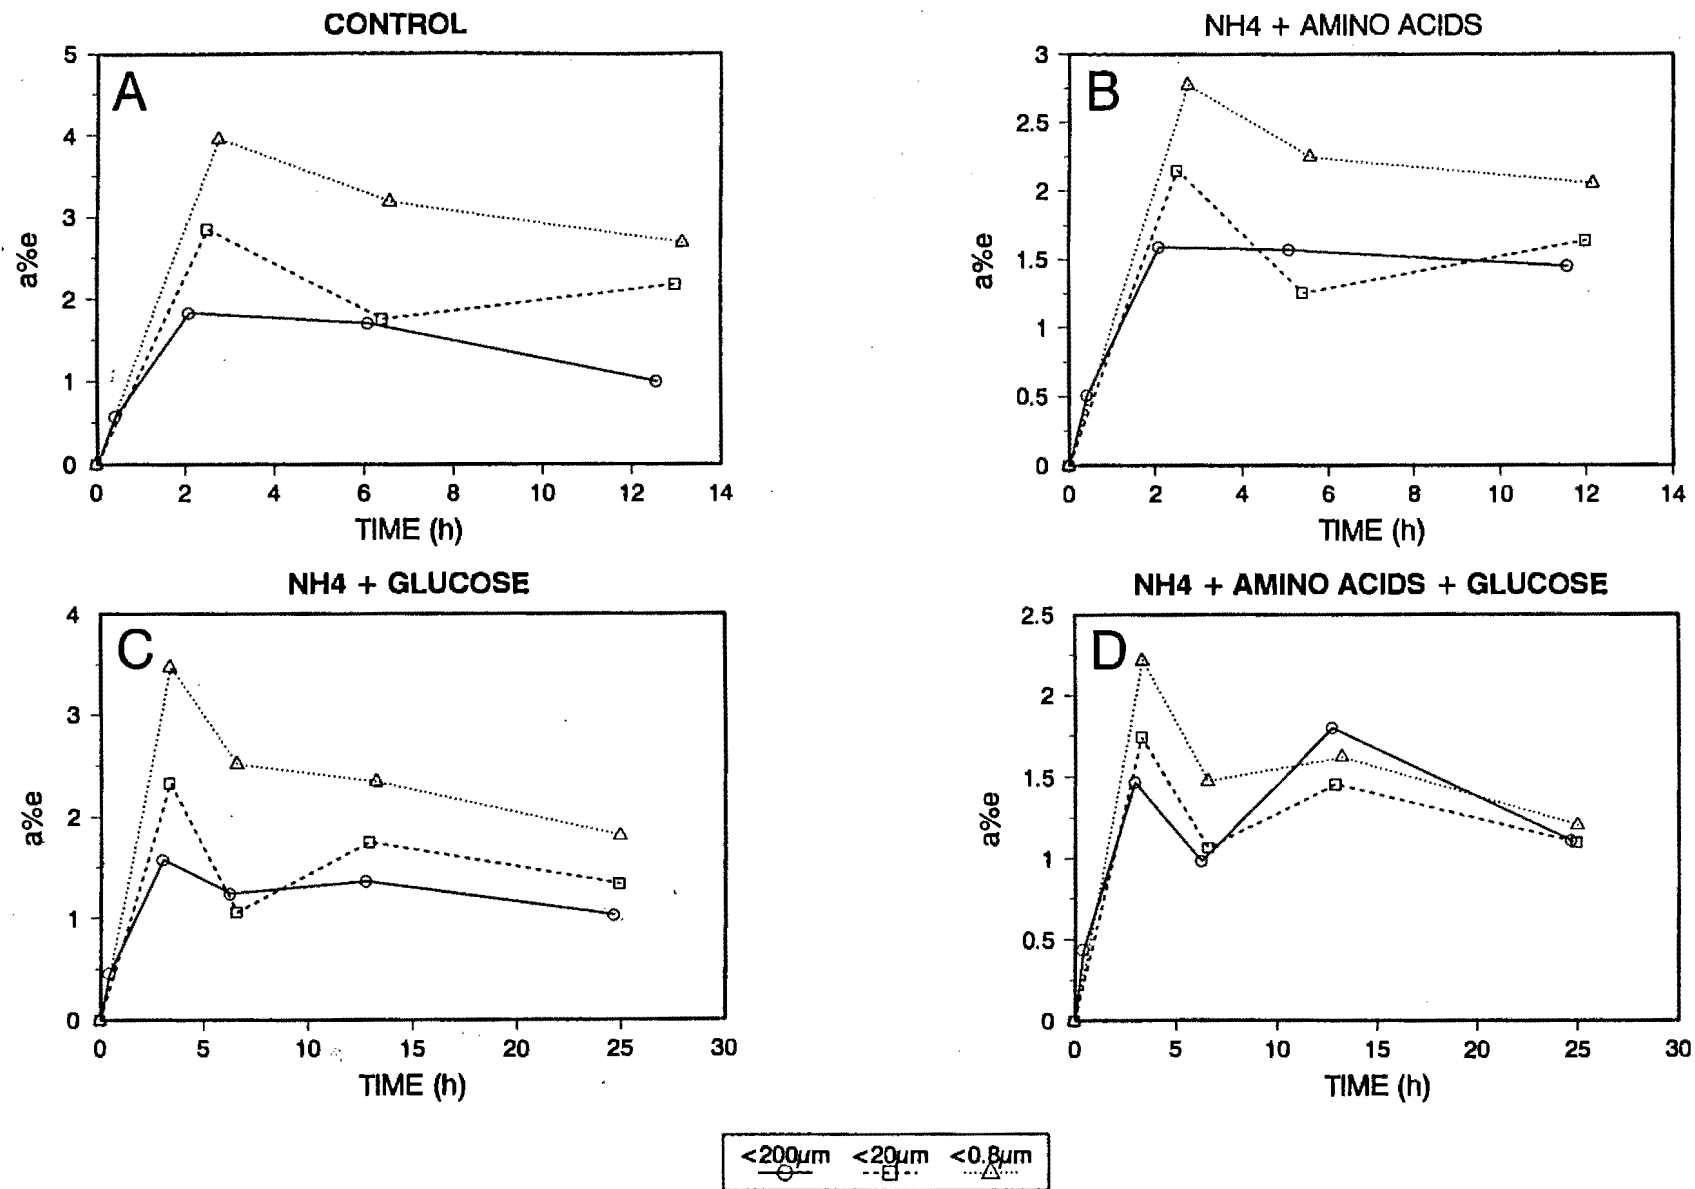 CONTROL
A
5
4
3
2
1
0
a%e
0 2 4 6 8 10 12 14
TIME (h)
NH4 + AMINO ACIDS
B
3
2.5
2
1.5
1
0.5
0
a%e
0 2 4 6 8 10 12 14
TIME (h)
NH4 + GLUCOSE
C
4
3
2
1
0
a%e
0 5 10 15 20 25 30
TIME (h)
NH4 + AMINO ACIDS + GLUCOSE
D
2.5
2
1.5
1
0.5
0
a%e
0 5 10 15 20 25 30
TIME (h)
<200µm <20µm <0.8µm